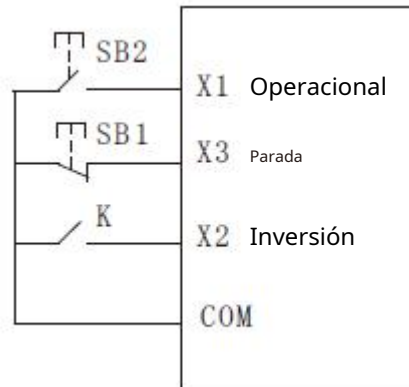 SB2
X1 Operacional
SB1
X3 Parada
K
X2 Inversión
COM